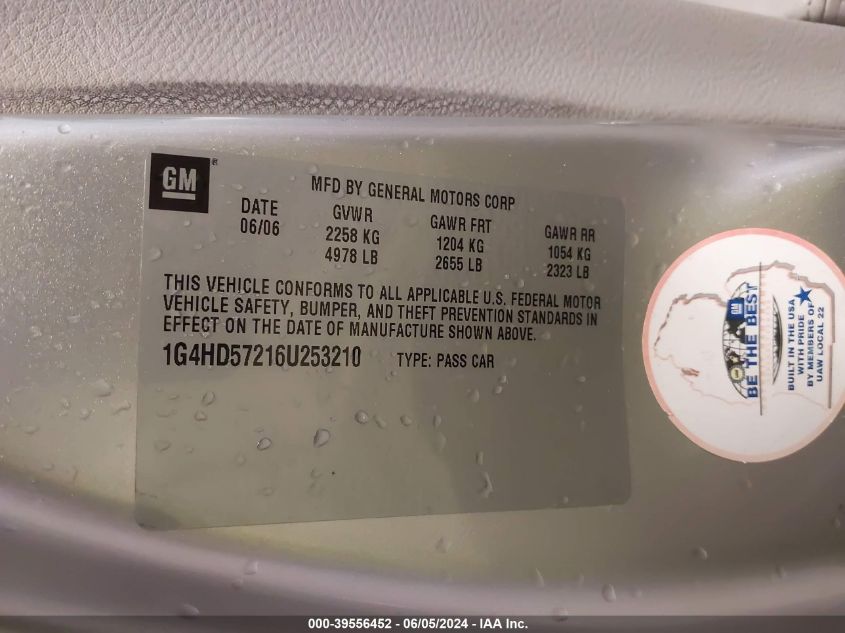 GM®
MFD BY GENERAL MOTORS CORP
DATE GVWR GAWR FRT GAWR RR
06/06 2258 KG 1204 KG 1054 KG
4978 LB 2655 LB 2323 LB
THIS VEHICLE CONFORMS TO ALL APPLICABLE U.S. FEDERAL MOTOR
VEHICLE SAFETY, BUMPER, AND THEFT PREVENTION STANDARDS IN
EFFECT ON THE DATE OF MANUFACTURE SHOWN ABOVE.
1G4HD57216U253210 TYPE: PASS CAR
GM
BE THE BEST
BUILT IN THE USA
WITH PRIDE
BY MEMBERS OF
UAW LOCAL 22
000-39556452 - 06/05/2024 - IAA Inc.